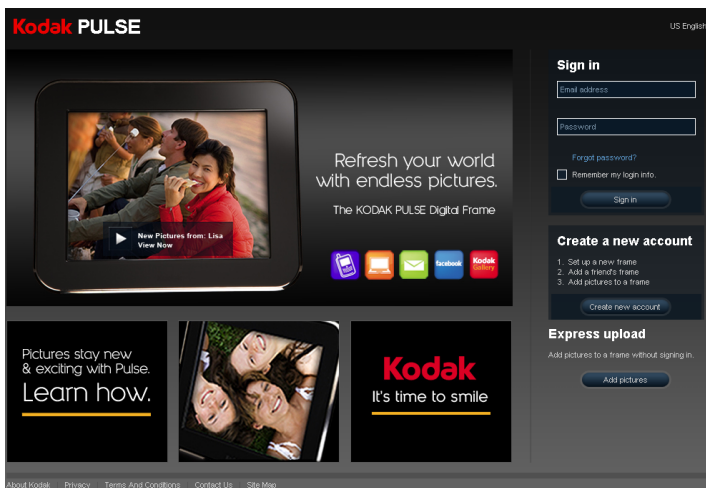 Kodak PULSE
US English
Refresh your world
with endless pictures.
The KODAK PULSE Digital Frame
New Pictures from: Lisa
View Now
facebook
Kodak
Gallery
Sign in
Email address
Password
Forgot password?
Remember my login info.
Sign in
Create a new account
1. Set up a new frame
2. Add a friend's frame
3. Add pictures to a frame
Create new account
Express upload
Add pictures to a frame without signing in.
Add pictures
Pictures stay new
& exciting with Pulse.
Learn how.
Kodak
It's time to smile
About Kodak
Privacy
Terms And Conditions
Contact Us
Site Map